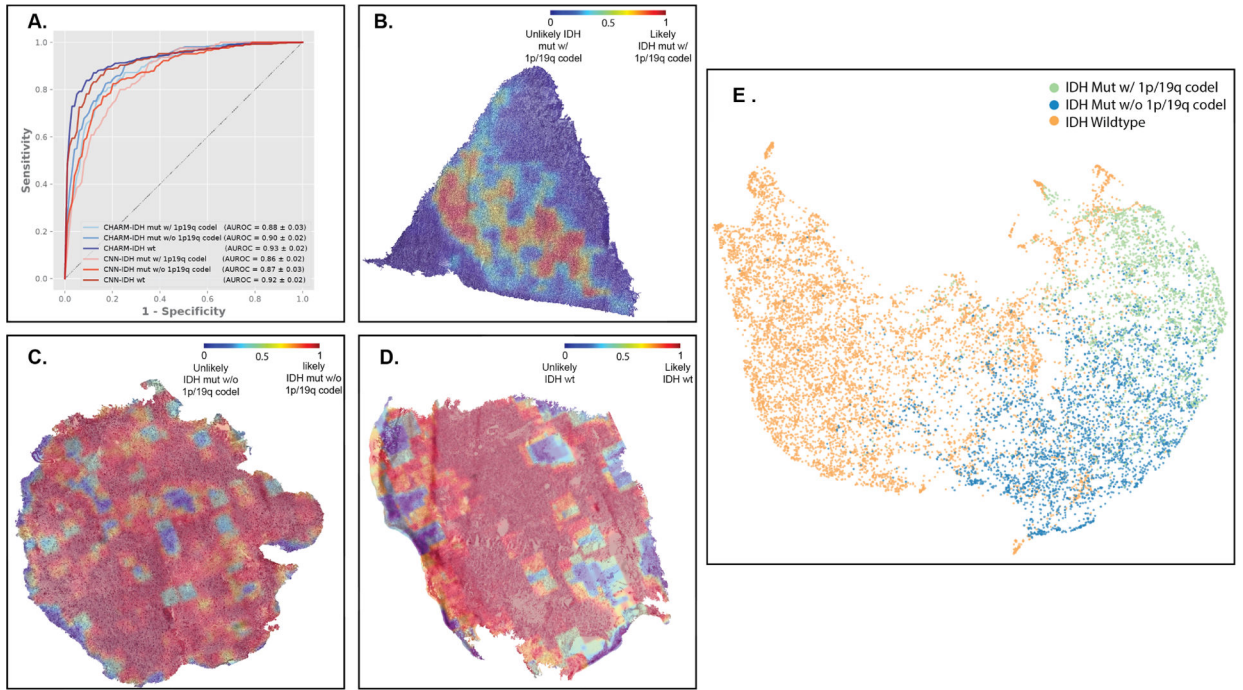 A.
1.0
0.8
0.6
0.4
0.2
0.0
Sensitivity
CHARM-IDH mut w/ 1p19q codel (AUROC = 0.88 ± 0.03)
CHARM-IDH mut w/o 1p19q codel (AUROC = 0.90 ± 0.02)
CHARM-IDH wt (AUROC = 0.93 ± 0.02)
CNN-IDH mut w/ 1p19q codel (AUROC = 0.86 ± 0.02)
CNN-IDH mut w/o 1p19q codel (AUROC = 0.87 ± 0.03)
CNN-IDH wt (AUROC = 0.92 ± 0.02)
0.0 0.2 0.4 0.6 0.8 1.0
1 - Specificity
B.
0 0.5 1
Unlikely IDH
mut w/
1p/19q codel
Likely
IDH mut w/
1p/19q codel
C.
0 0.5 1
Unlikely
IDH mut w/o
1p/19q codel
likely
IDH mut w/o
1p/19q codel
D.
0 0.5 1
Unlikely
IDH wt
Likely
IDH wt
E .
IDH Mut w/ 1p/19q codel
IDH Mut w/o 1p/19q codel
IDH Wildtype